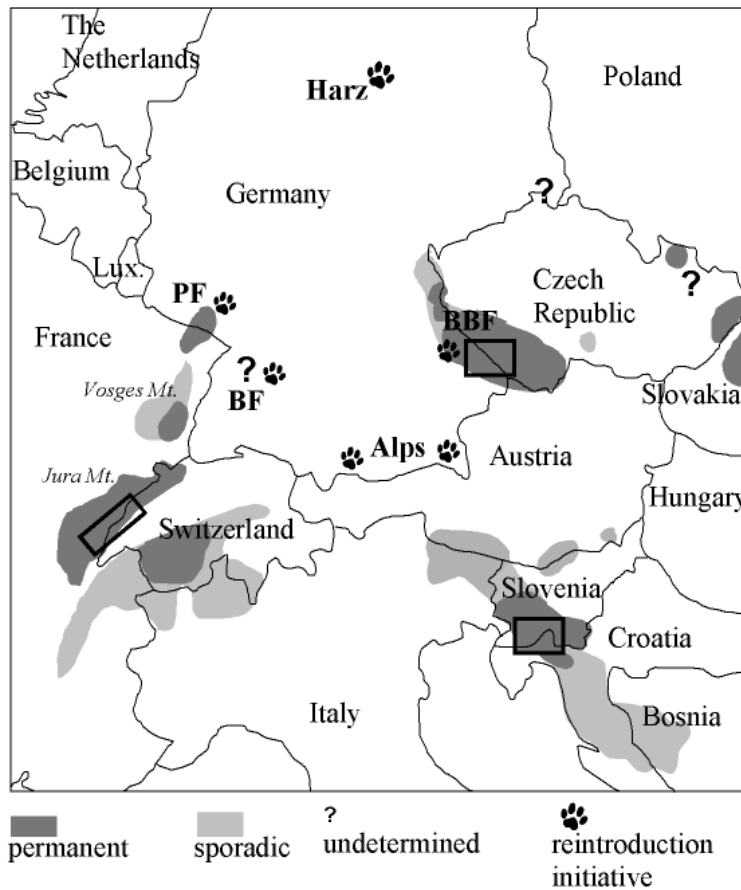 The
Netherlands
Harz
Poland
Belgium
Germany
?
Lux.
PF
Czech
Republic
?
France
BBF
Vosges Mt.
?
BF
Slovakia
Jura Mt.
Alps
Austria
Hungary
Switzerland
Slovenia
Croatia
Italy
Bosnia
permanent
sporadic
?
undetermined
reintroduction
initiative